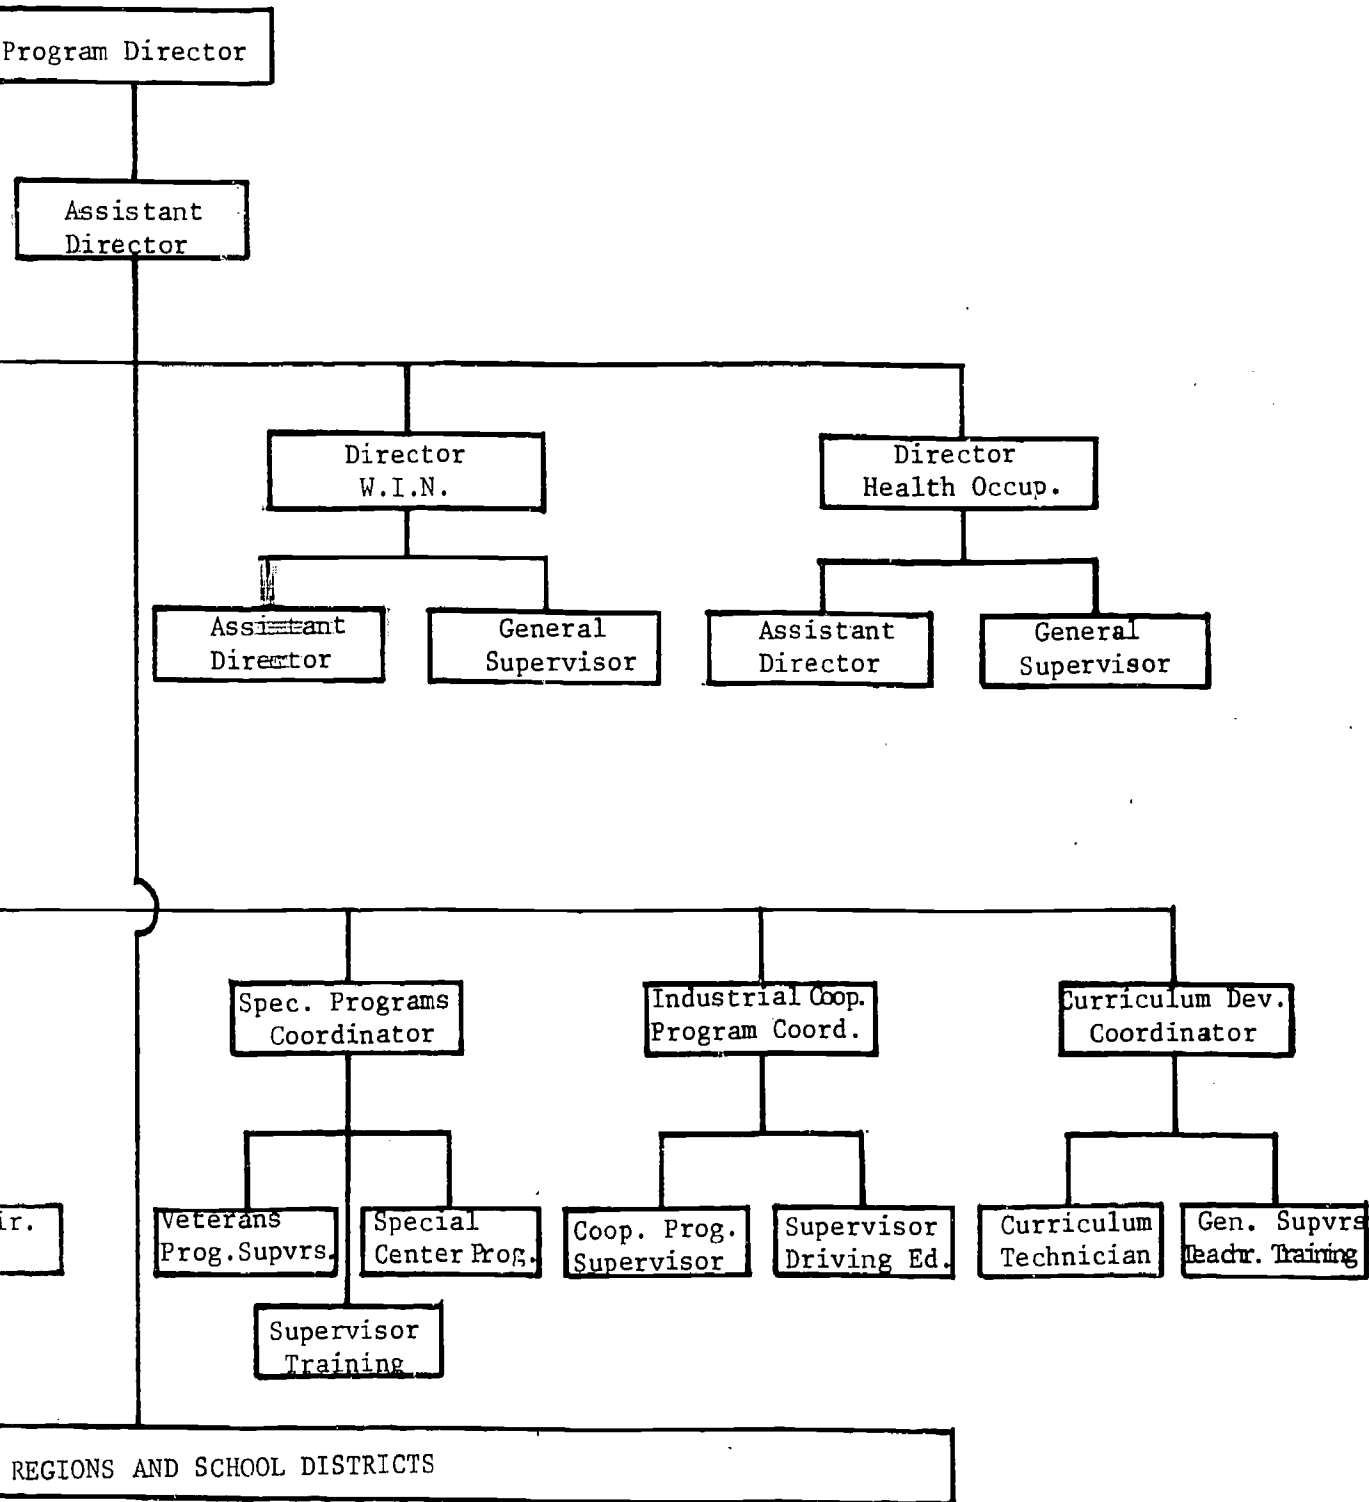 Program Director
Assistant
Director
Director
W.I.N.
Director
Health Occup.
Assistant
Director
General
Supervisor
Assistant
Director
General
Supervisor
Spec. Programs
Coordinator
Industrial Coop.
Program Coord.
Curriculum Dev.
Coordinator
ir.
Veterans
Prog.Supvrs.
Special
Center Prog.
Coop. Prog.
Supervisor
Supervisor
Driving Ed.
Curriculum
Technician
Gen. Supvrs
Teachr. Training
Supervisor
Training
REGIONS AND SCHOOL DISTRICTS